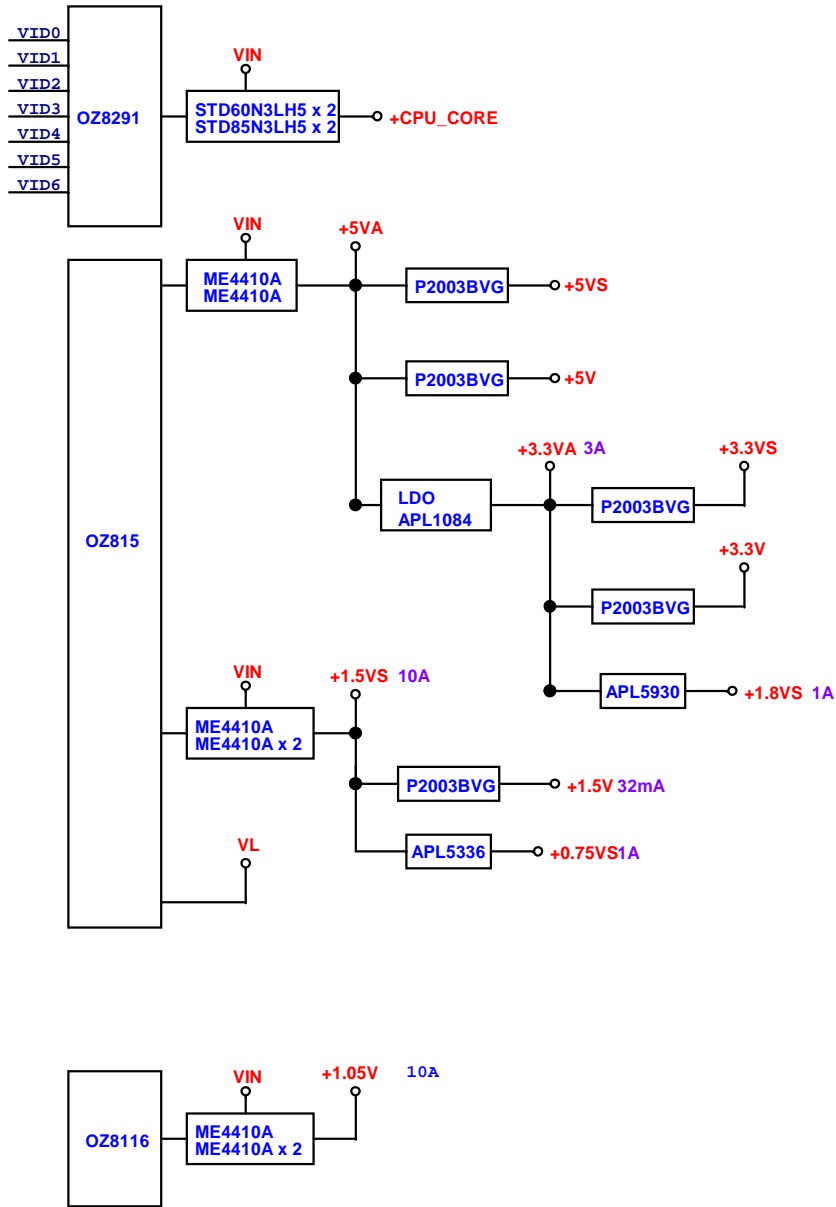 VID0
VID1
VID2
VID3
VID4
VID5
VID6
OZ8291
VIN
STD60N3LH5 x 2
STD85N3LH5 x 2
+CPU_CORE
OZ815
VIN
ME4410A
ME4410A
+5VA
P2003BVG
+5VS
P2003BVG
+5V
LDO
APL1084
+3.3VA 3A
P2003BVG
+3.3VS
P2003BVG
+3.3V
APL5930
+1.8VS 1A
VIN
ME4410A
ME4410A x 2
+1.5VS 10A
P2003BVG
+1.5V 32mA
APL5336
+0.75VS1A
VL
OZ8116
VIN
ME4410A
ME4410A x 2
+1.05V 10A